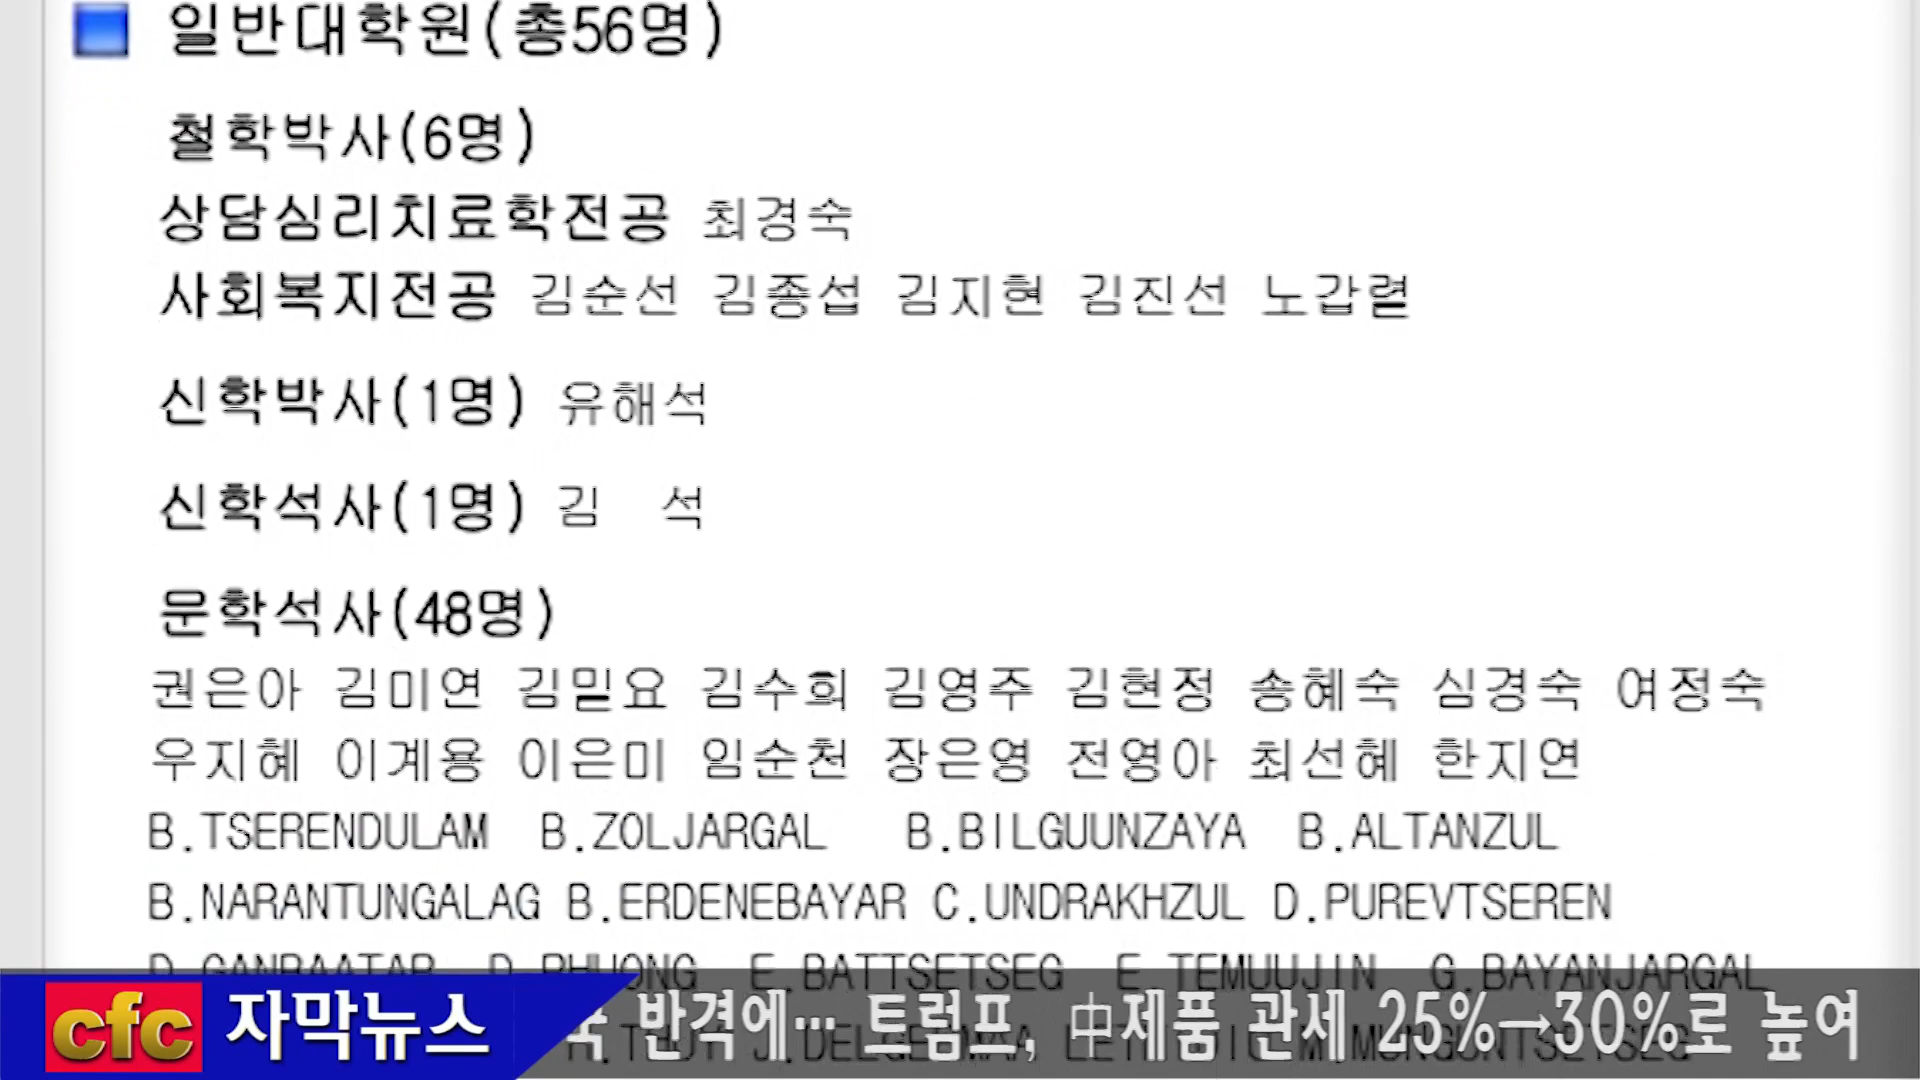 일반대학원(총56명)
철학박사(6명)
상담심리치료학전공 최경숙
사회복지전공 김순선 김종섭 김지현 김진선 노갑렬
신학박사(1명) 유해석
신학석사(1명) 김 석
문학석사(48명)
권은아 김미연 김밀요 김수희 김영주 김현정 송혜숙 심경숙 여정숙
우지혜 이계용 이은미 임순천 장은영 전영아 최선혜 한지연
B.TSERENDULAM B.ZOLJARGAL B.BILGUUNZAYA B.ALTANZUL
B.NARANTUNGALAG B.ERDENEBAYAR C.UNDRAKHZUL D.PUREVTSEREN
D.GANBAATAR D.PHUONG E.BATTSETSEG E.TEMUUJIN G.BAYANJARGAL
cfc 자막뉴스 반격에… 트럼프, 中제품 관세 25%→30%로 높여